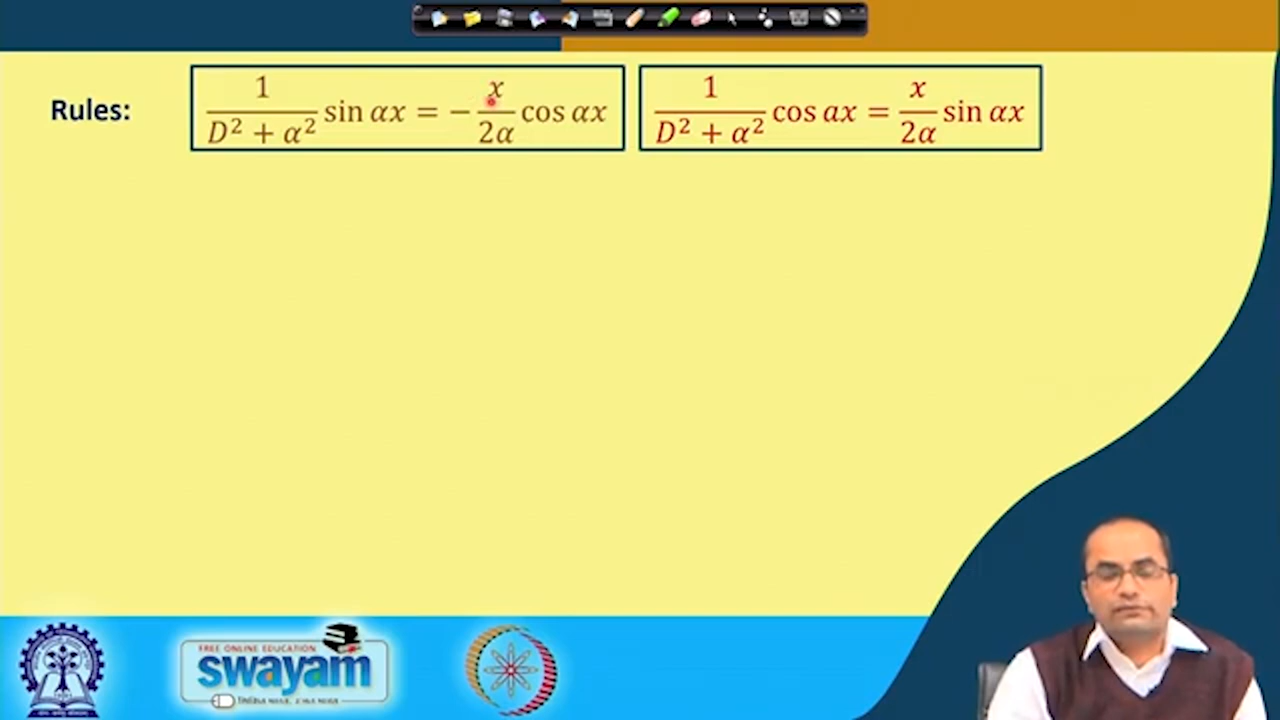 Rules:
1/(D² + α²) sin αx = − x/2α cos αx
1/(D² + α²) cos ax = x/2α sin αx
FREE ONLINE EDUCATION
swayam